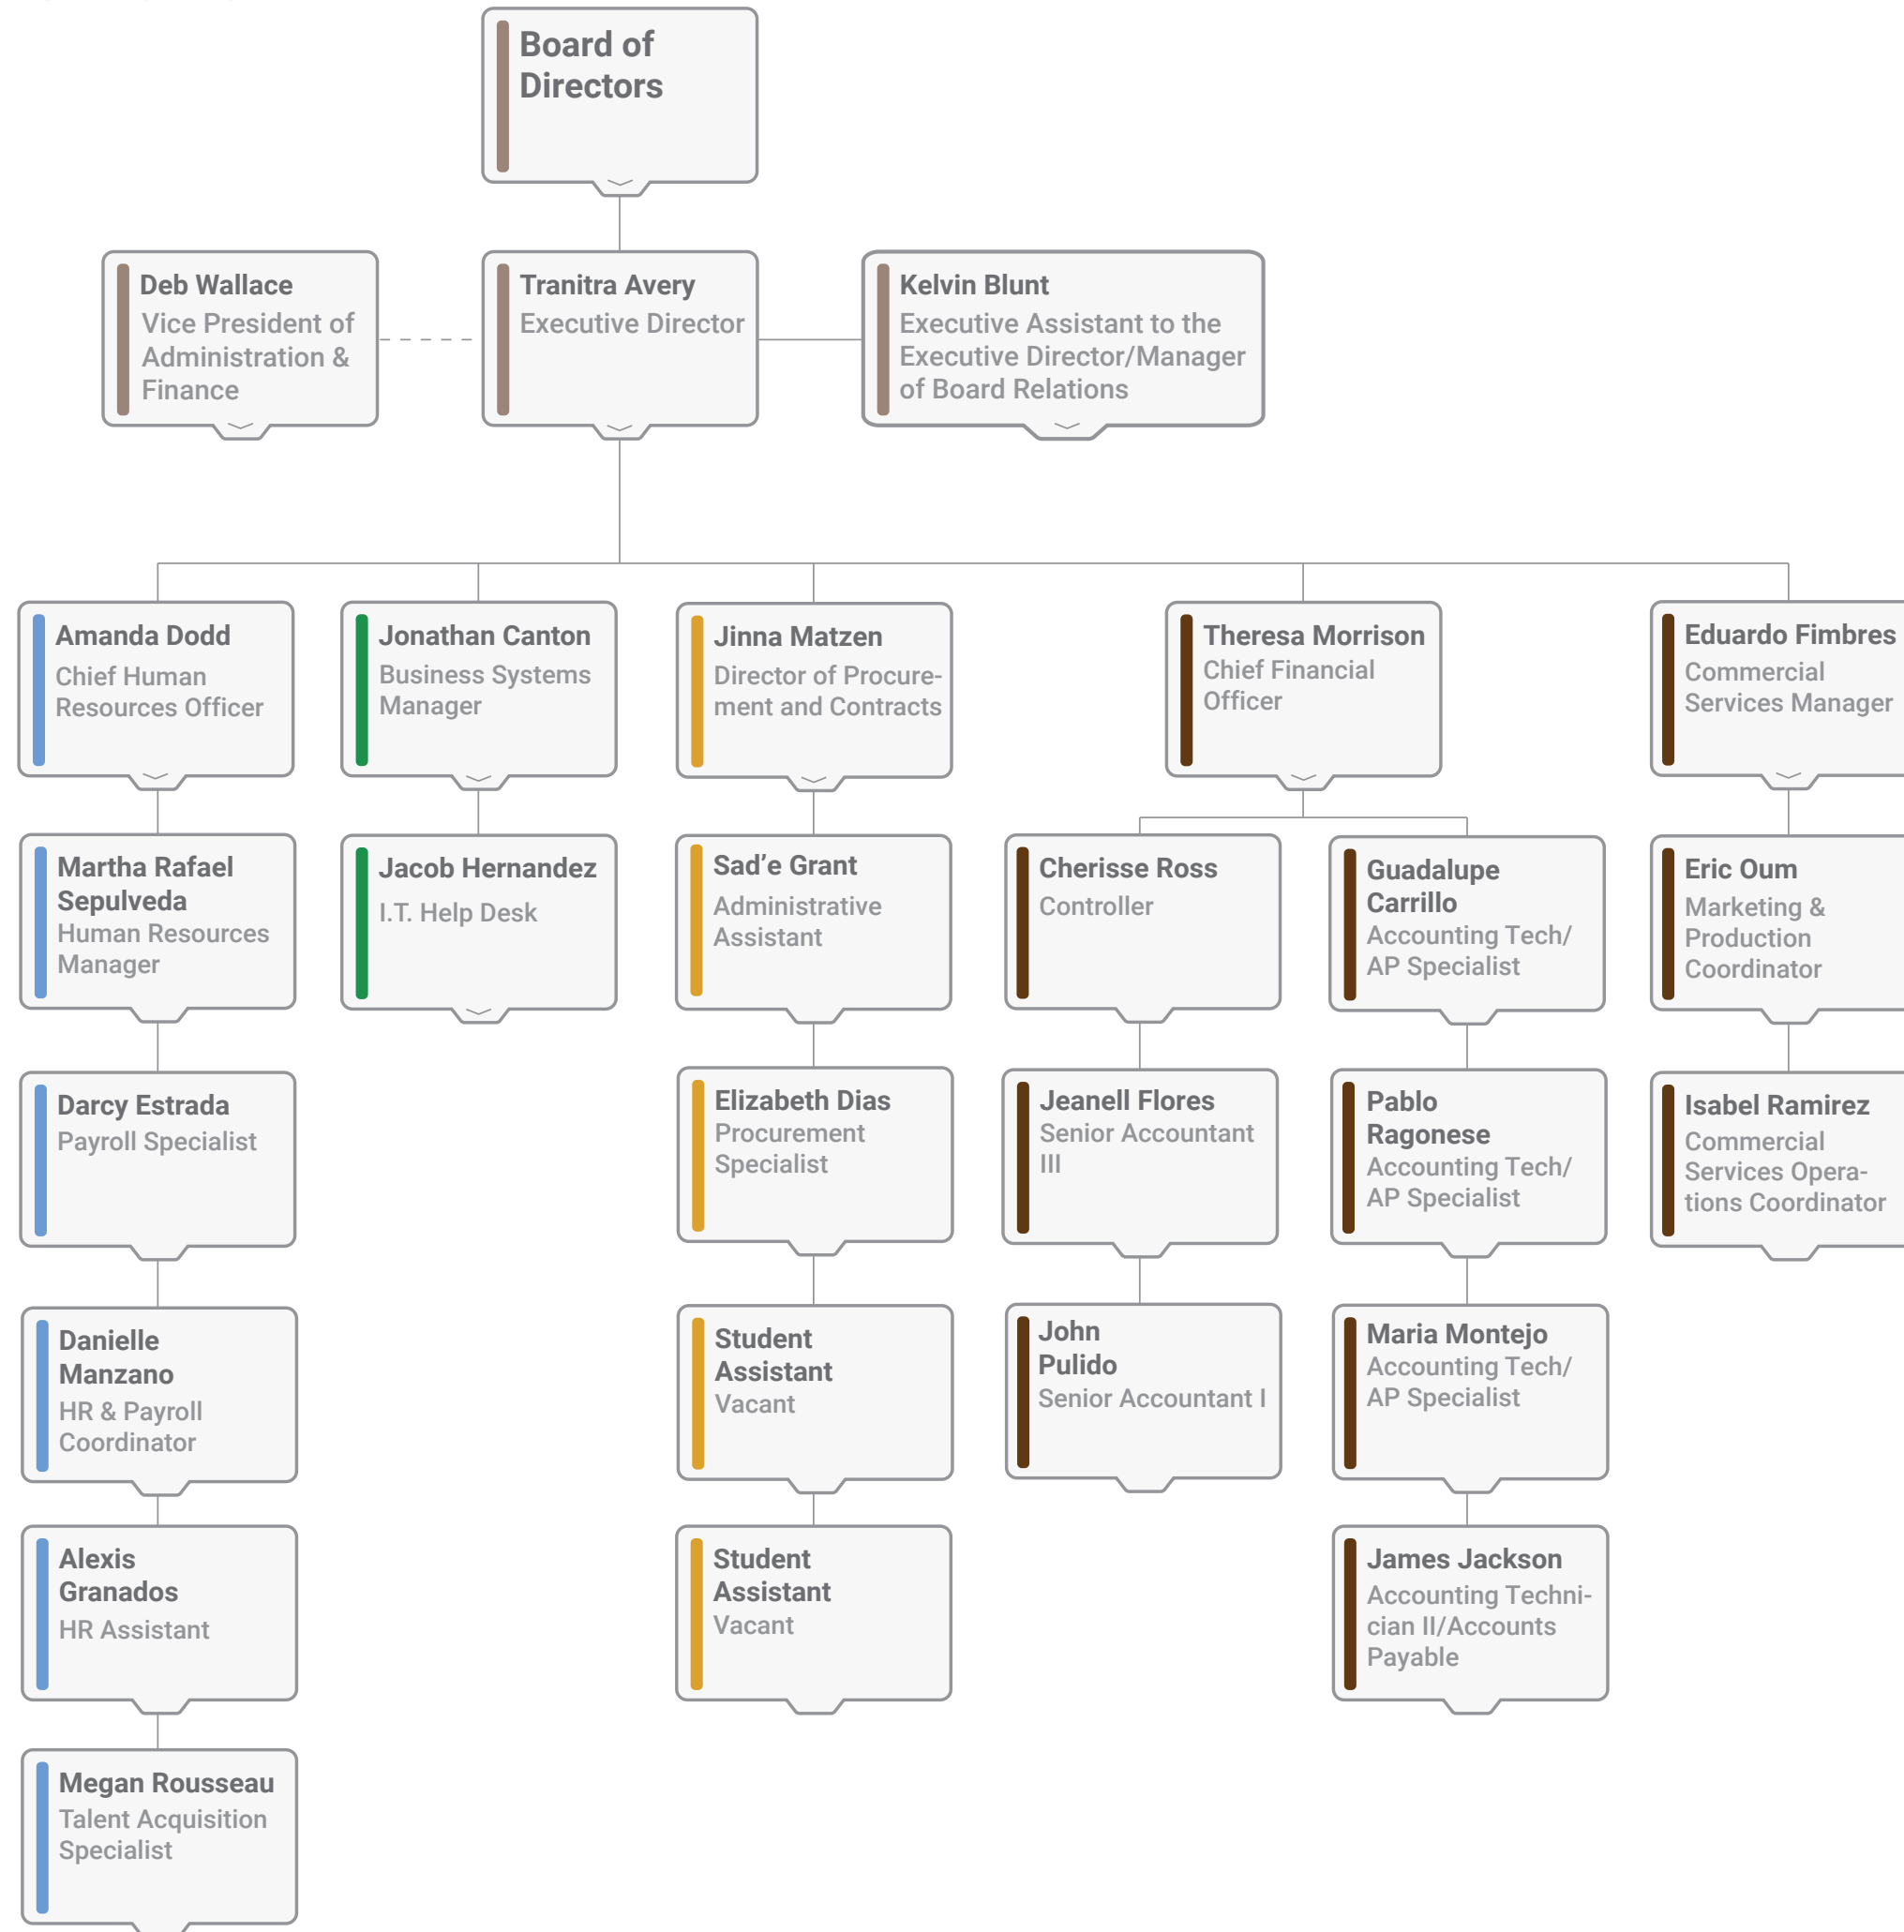 Board of
Directors
Deb Wallace
Vice President of
Administration &
Finance
Tranitra Avery
Executive Director
Kelvin Blunt
Executive Assistant to the
Executive Director/Manager
of Board Relations
Amanda Dodd
Chief Human
Resources Officer
Jonathan Canton
Business Systems
Manager
Jinna Matzen
Director of Procure-
ment and Contracts
Theresa Morrison
Chief Financial
Officer
Eduardo Fimbres
Commercial
Services Manager
Martha Rafael
Sepulveda
Human Resources
Manager
Jacob Hernandez
I.T. Help Desk
Sad’e Grant
Administrative
Assistant
Cherisse Ross
Controller
Guadalupe
Carrillo
Accounting Tech/
AP Specialist
Eric Oum
Marketing &
Production
Coordinator
Darcy Estrada
Payroll Specialist
Elizabeth Dias
Procurement
Specialist
Jeanell Flores
Senior Accountant
III
Pablo
Ragonese
Accounting Tech/
AP Specialist
Isabel Ramirez
Commercial
Services Opera-
tions Coordinator
Danielle
Manzano
HR & Payroll
Coordinator
Student
Assistant
Vacant
John
Pulido
Senior Accountant I
Maria Montejo
Accounting Tech/
AP Specialist
Alexis
Granados
HR Assistant
Student
Assistant
Vacant
James Jackson
Accounting Techni-
cian II/Accounts
Payable
Megan Rousseau
Talent Acquisition
Specialist